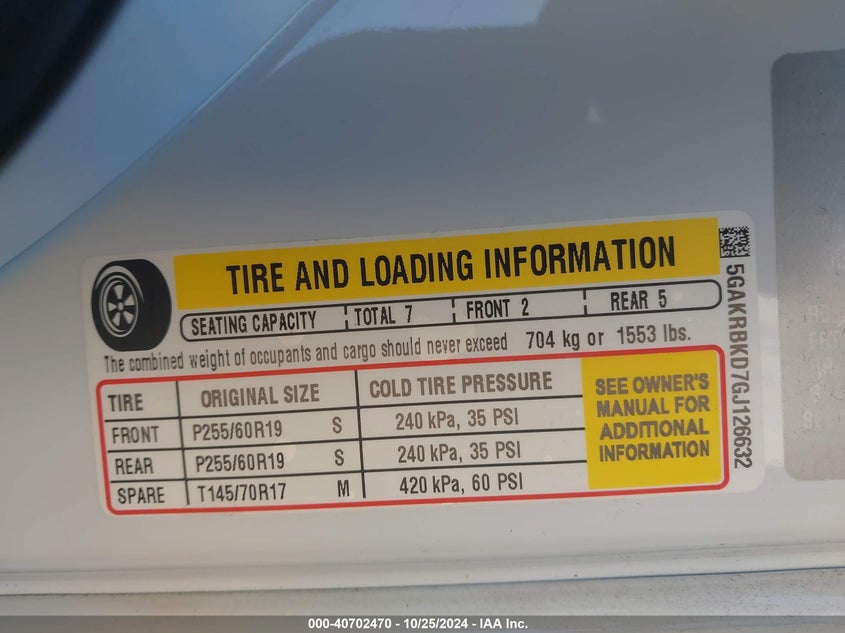 TIRE AND LOADING INFORMATION
SEATING CAPACITY TOTAL 7 FRONT 2 REAR 5
The combined weight of occupants and cargo should never exceed 704 kg or 1553 lbs.
TIRE ORIGINAL SIZE COLD TIRE PRESSURE
FRONT P255/60R19 S 240 kPa, 35 PSI
REAR P255/60R19 S 240 kPa, 35 PSI
SPARE T145/70R17 M 420 kPa, 60 PSI
SEE OWNER'S
MANUAL FOR
ADDITIONAL
INFORMATION
5GAKRBKD7GJ126632
000-40702470 - 10/25/2024 - IAA Inc.